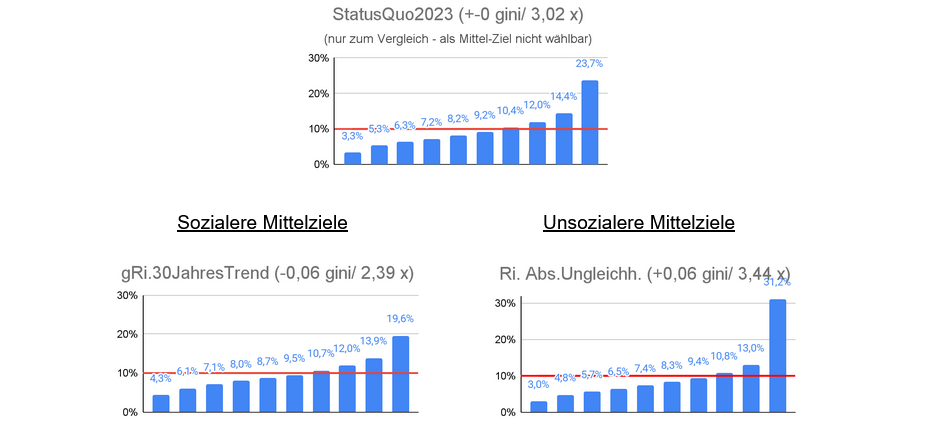 StatusQuo2023 (+-0 gini/ 3,02 x)
(nur zum Vergleich - als Mittel-Ziel nicht wählbar)
30%
20%
10%
0%
3,3% 5,3% 6,3% 7,2% 8,2% 9,2% 10,4% 12,0% 14,4% 23,7%
Sozialere Mittelziele
Unsozialere Mittelziele
gRi.30JahresTrend (-0,06 gini/ 2,39 x)
30%
20%
10%
0%
4,3% 6,1% 7,1% 8,0% 8,7% 9,5% 10,7% 12,0% 13,9% 19,6%
Ri. Abs.Ungleichh. (+0,06 gini/ 3,44 x)
30%
20%
10%
0%
3,0% 4,8% 5,7% 6,5% 7,4% 8,3% 9,4% 10,8% 13,0% 31,2%